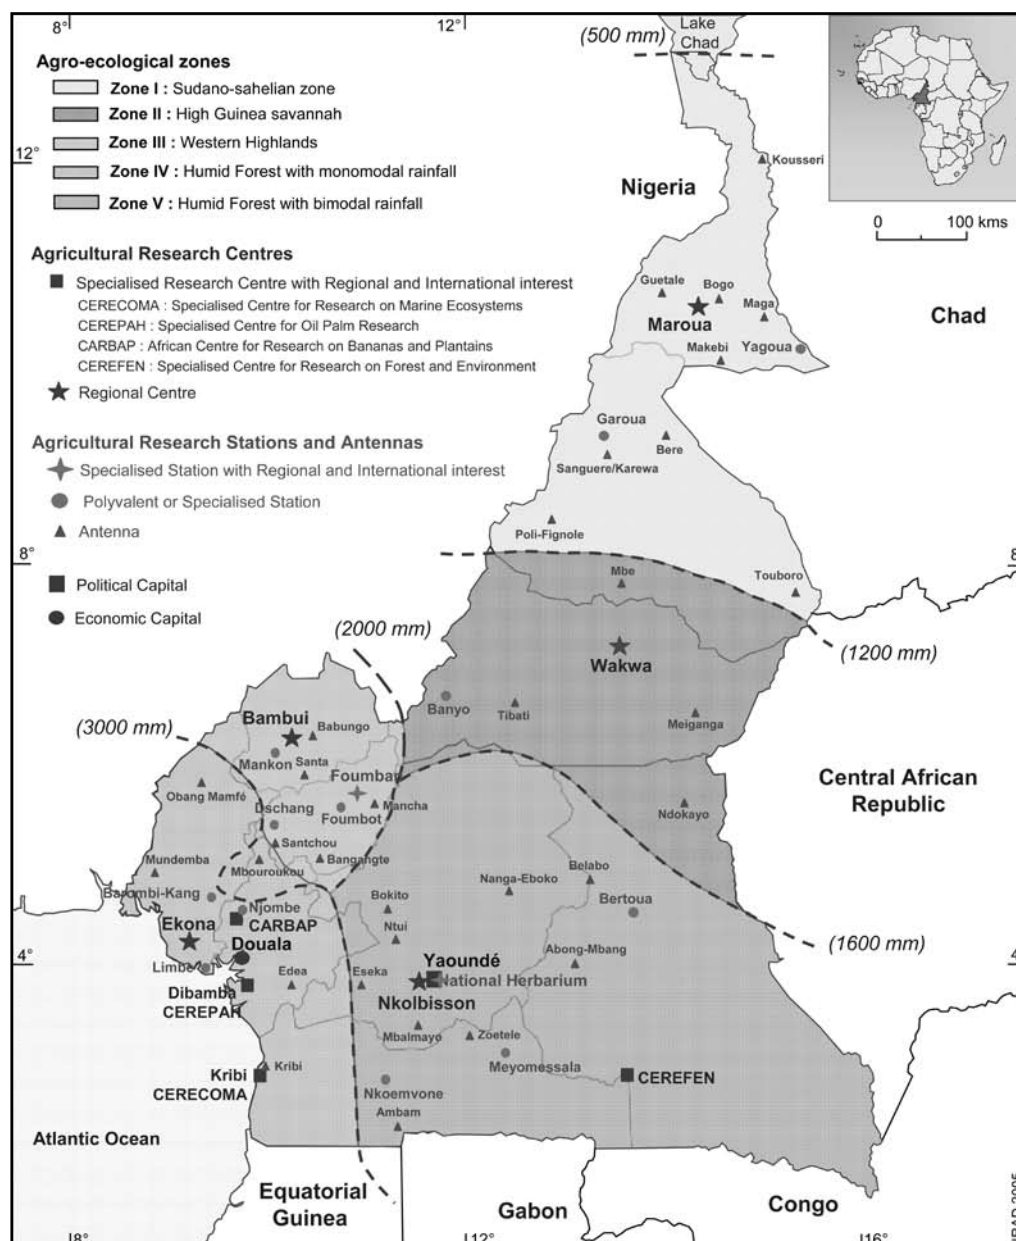 8°
12°
Lake
Chad
(500 mm)
Agro-ecological zones
Zone I : Sudano-sahelian zone
Zone II : High Guinea savannah
Zone III : Western Highlands
Zone IV : Humid Forest with monomodal rainfall
Zone V : Humid Forest with bimodal rainfall
12°
Kousseri
Nigeria
0 100 kms
Agricultural Research Centres
Specialised Research Centre with Regional and International interest
CERECOMA : Specialised Centre for Research on Marine Ecosystems
CEREPAH : Specialised Centre for Oil Palm Research
CARBAP : African Centre for Research on Bananas and Plantains
CEREFEN : Specialised Centre for Research on Forest and Environment
Regional Centre
Guetale
Bogo
Maga
Maroua
Chad
Makebi
Yagoua
Agricultural Research Stations and Antennas
Specialised Station with Regional and International interest
Polyvalent or Specialised Station
Antenna
Garoua
Bere
Sanguere/Karewa
Poli-Fignole
8°
8
Political Capital
Economic Capital
Mbe
Touboro
(2000 mm)
(1200 mm)
Wakwa
Banyo
Tibati
Meiganga
(3000 mm)
Bambui
Babungo
Mankon
Santa
Foumban
Obang Mamfé
Dschang
Foumbot
Mancha
Central African
Republic
Ndokayo
Santchou
Mundemba
Mbouroukou
Bangangte
Belabo
Nanga-Eboko
Barombi-Kang
Bokito
Bertoua
Njombe
Ekona
CARBAP
Ntui
(1600 mm)
Douala
Abong-Mbang
4°
4
Limbe
Edea
Eseka
Yaoundé
National Herbarium
Dibamba
CEREPAH
Nkolbisson
Mbalmayo
Zoetele
Kribi
Kribi
CERECOMA
Meyomessala
CEREFEN
Nkoemvone
Ambam
Atlantic Ocean
Equatorial
Guinea
Gabon
Congo
8°
12°
16°